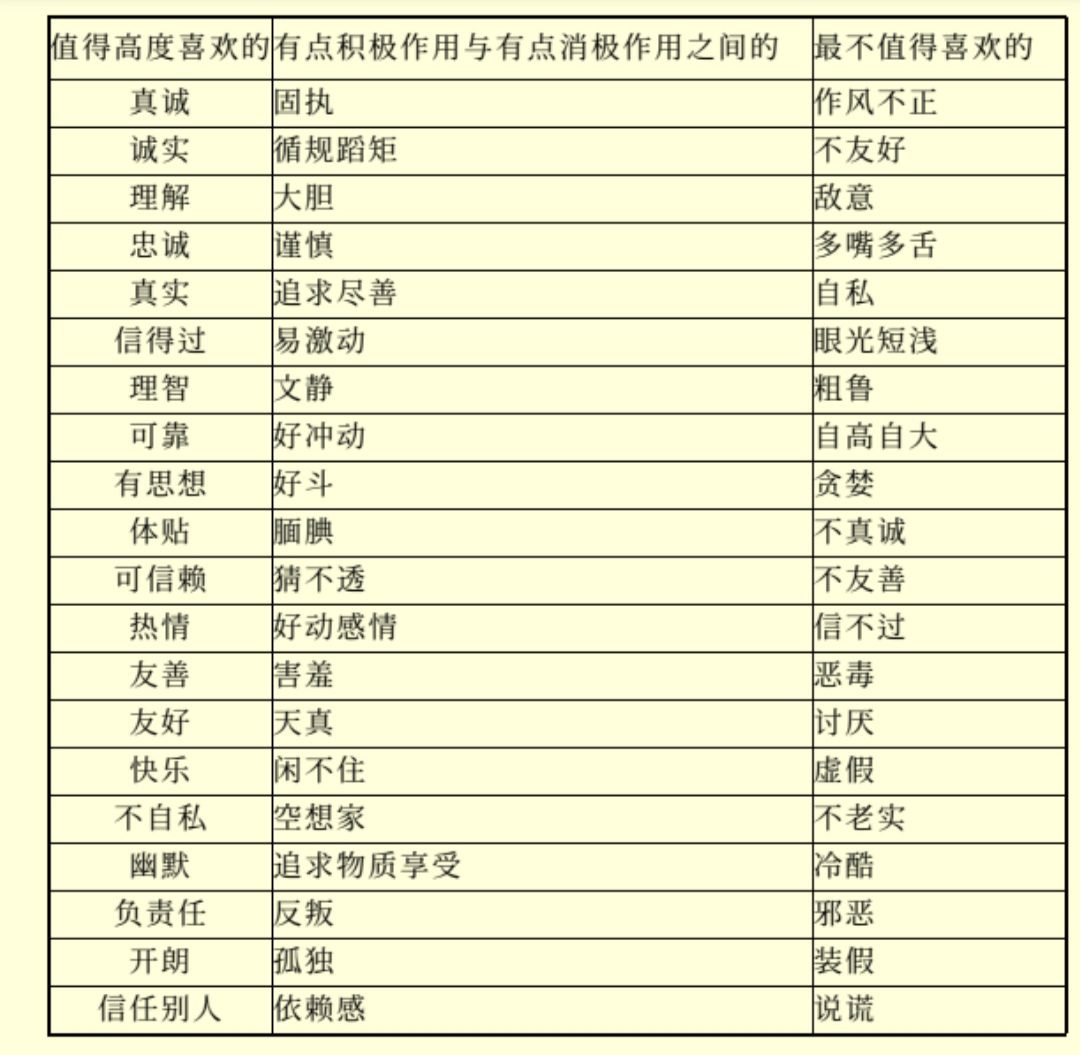 值得高度喜欢的 有点积极作用与有点消极作用之间的 最不值得喜欢的
真诚 固执 作风不正
诚实 循规蹈矩 不友好
理解 大胆 敌意
忠诚 谨慎 多嘴多舌
真实 追求尽善 自私
信得过 易激动 眼光短浅
理智 文静 粗鲁
可靠 好冲动 自高自大
有思想 好斗 贪婪
体贴 腼腆 不真诚
可信赖 猜不透 不友善
热情 好动感情 信不过
友善 害羞 恶毒
友好 天真 讨厌
快乐 闲不住 虚假
不自私 空想家 不老实
幽默 追求物质享受 冷酷
负责任 反叛 邪恶
开朗 孤独 装假
信任别人 依赖感 说谎